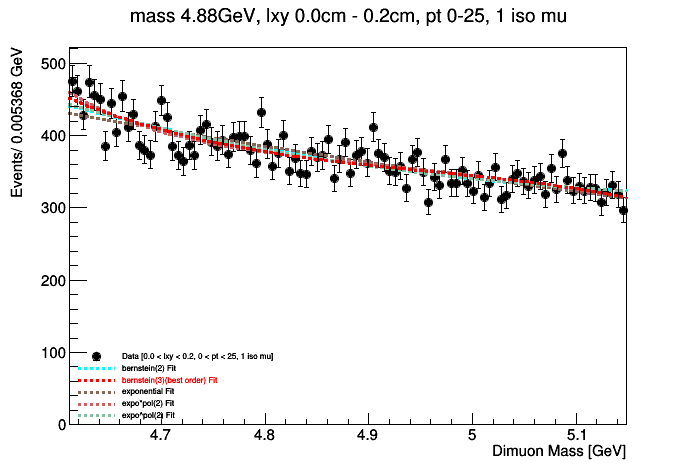 mass 4.88GeV, lxy 0.0cm - 0.2cm, pt 0-25, 1 iso mu
Events/ 0.005368 GeV
500
400
300
200
100
0
Data [0.0 < lxy < 0.2, 0 < pt < 25, 1 iso mu]
bernstein(2) Fit
bernstein(3)(best order) Fit
exponential Fit
expo*pol(2) Fit
expo^pol(2) Fit
4.7 4.8 4.9 5 5.1
Dimuon Mass [GeV]